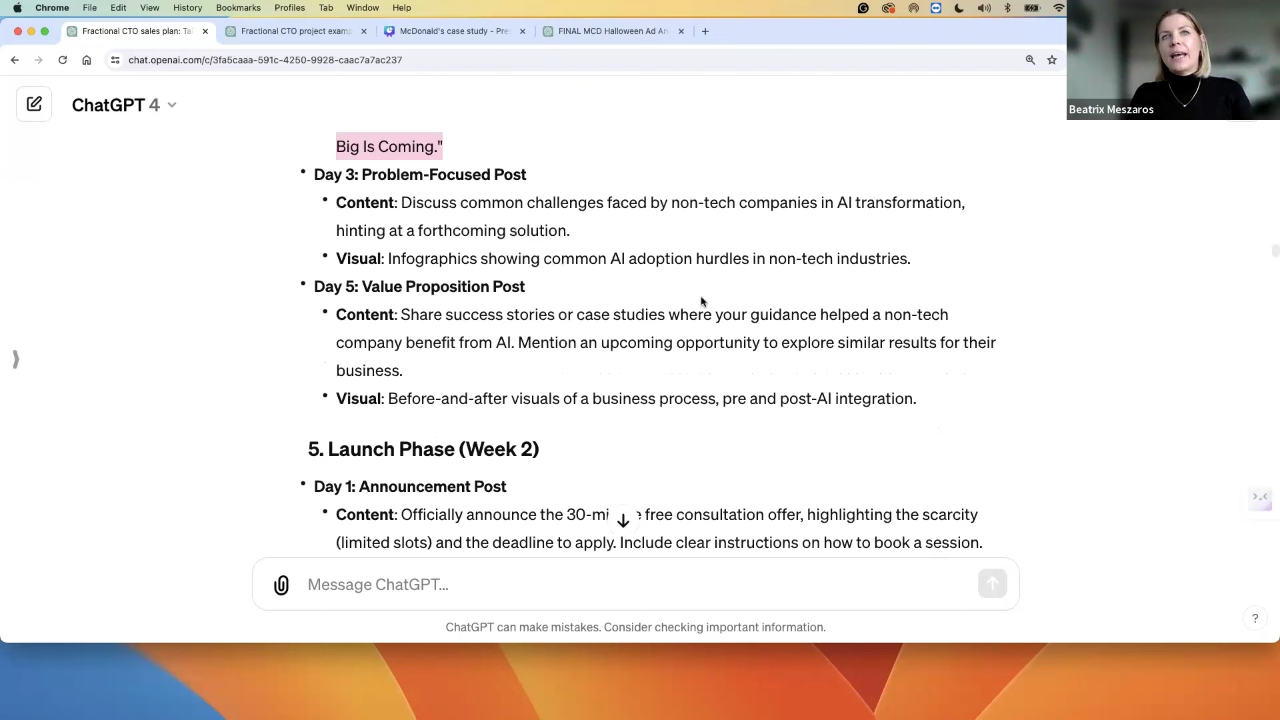 Chrome File Edit View History Bookmarks Profiles Tab Window Help
Fractional CTO sales plan: Ta
Fractional CTO project exam
McDonald's case study - Pre
FINAL MCD Halloween Ad An
chat.openai.com/c/3fa5caaa-591c-4250-9928-caac7a7ac237
Beatrix Meszaros
ChatGPT 4
Big Is Coming."
• Day 3: Problem-Focused Post
• Content: Discuss common challenges faced by non-tech companies in AI transformation,
hinting at a forthcoming solution.
• Visual: Infographics showing common AI adoption hurdles in non-tech industries.
• Day 5: Value Proposition Post
• Content: Share success stories or case studies where your guidance helped a non-tech
company benefit from AI. Mention an upcoming opportunity to explore similar results for their
business.
• Visual: Before-and-after visuals of a business process, pre and post-AI integration.
5. Launch Phase (Week 2)
• Day 1: Announcement Post
• Content: Officially announce the free consultation offer, highlighting the scarcity
(limited slots) and the deadline to apply. Include clear instructions on how to book a session.
Message ChatGPT...
ChatGPT can make mistakes. Consider checking important information.
?